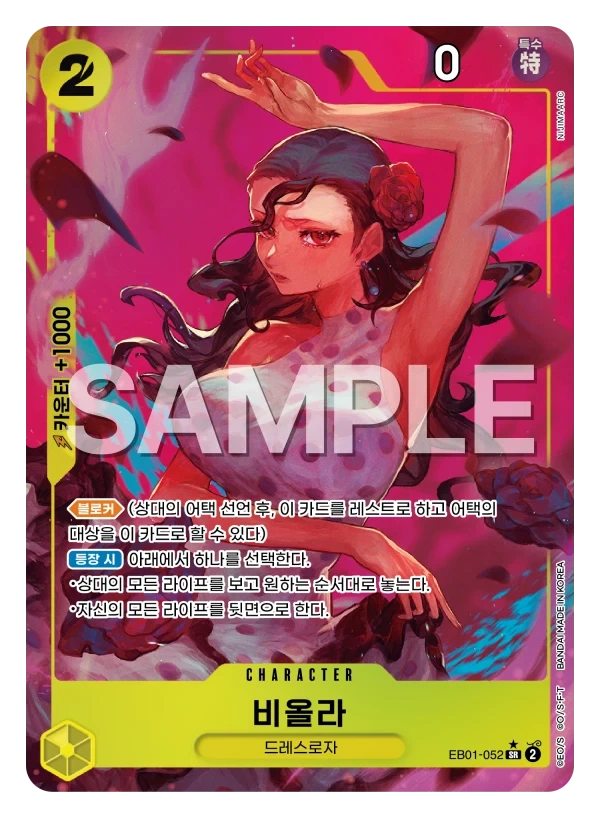 2
0
특수
特
NIJIMAARC
카운터 +1000
SAMPLE
블로커 (상대의 어택 선언 후, 이 카드를 레스트로 하고 어택의
대상을 이 카드로 할 수 있다)
등장 시 아래에서 하나를 선택한다.
·상대의 모든 라이프를 보고 원하는 순서대로 놓는다.
·자신의 모든 라이프를 뒷면으로 한다.
CHARACTER
비올라
드레스로자
EB01-052 SR 2
©EO/S ©O/S·F·T BANDAI MADE IN KOREA